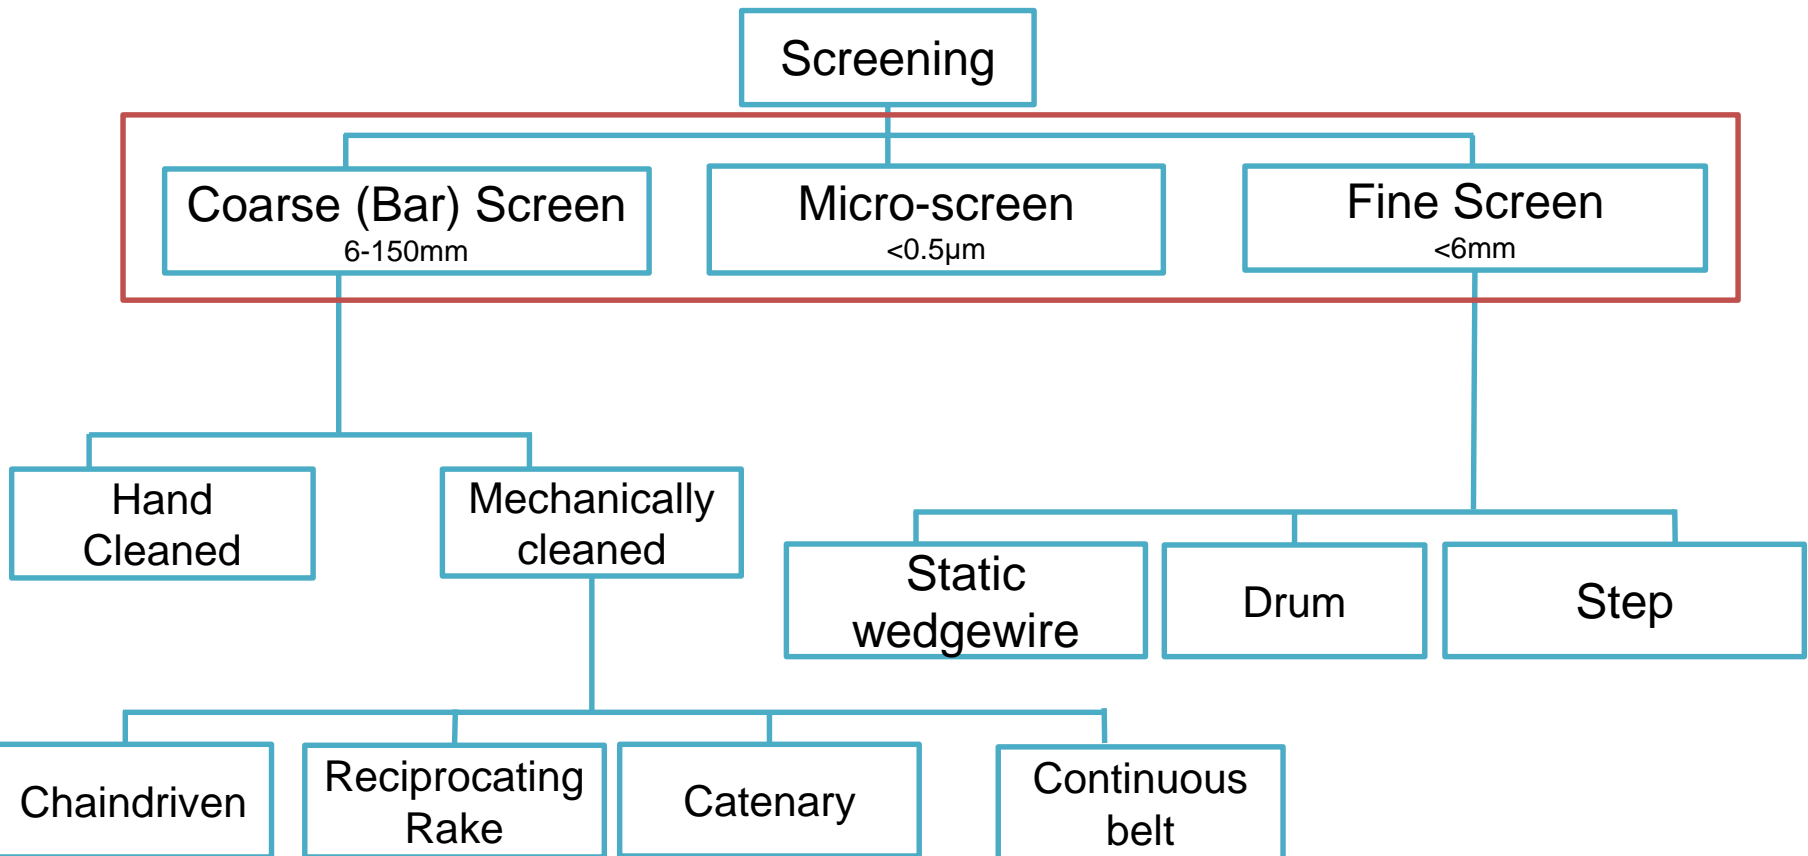 Screening
Coarse (Bar) Screen
6-150mm
Micro-screen
<0.5µm
Fine Screen
<6mm
Hand
Cleaned
Mechanically
cleaned
Static
wedgewire
Drum
Step
Chaindriven
Reciprocating
Rake
Catenary
Continuous
belt